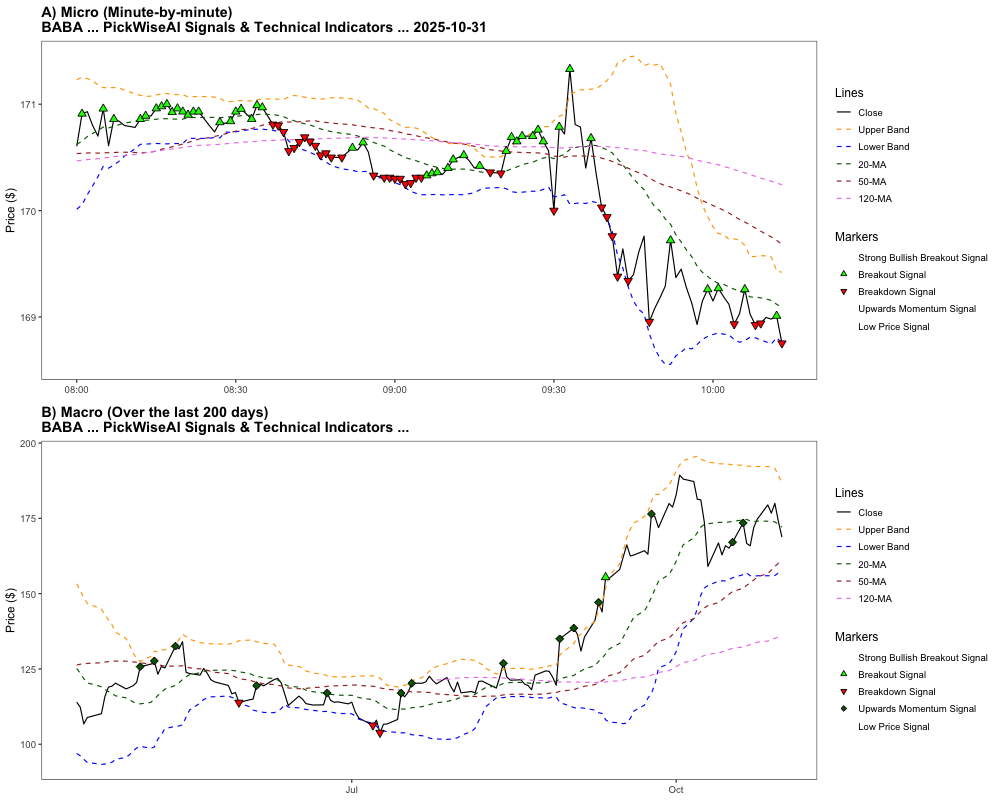 A) Micro (Minute-by-minute)
BABA ... PickWiseAI Signals & Technical Indicators ... 2025-10-31
Price ($)
171
170
169
08:00
08:30
09:00
09:30
10:00
Lines
Close
Upper Band
Lower Band
20-MA
50-MA
120-MA
Markers
Strong Bullish Breakout Signal
Breakout Signal
Breakdown Signal
Upwards Momentum Signal
Low Price Signal
B) Macro (Over the last 200 days)
BABA ... PickWiseAI Signals & Technical Indicators ...
Price ($)
200
175
150
125
100
Jul
Oct
Lines
Close
Upper Band
Lower Band
20-MA
50-MA
120-MA
Markers
Strong Bullish Breakout Signal
Breakout Signal
Breakdown Signal
Upwards Momentum Signal
Low Price Signal